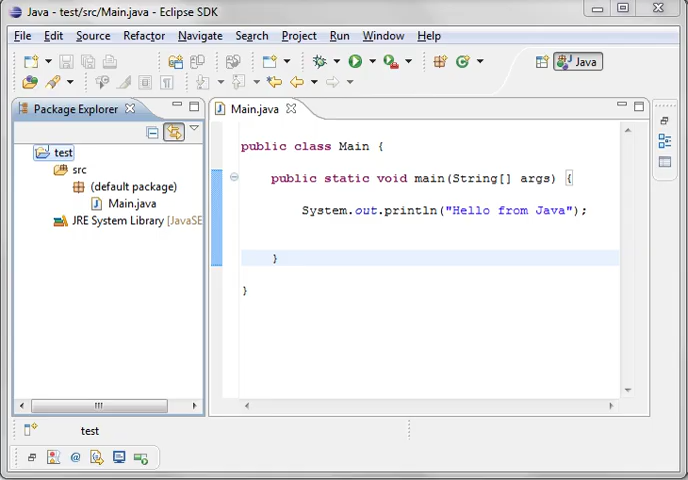 Java - test/src/Main.java - Eclipse SDK
File Edit Source Refactor Navigate Search Project Run Window Help
Java
Package Explorer
Main.java
test
src
(default package)
Main.java
JRE System Library [JavaSE
public class Main {
public static void main(String[] args) {
System.out.println("Hello from Java");
}
}
test